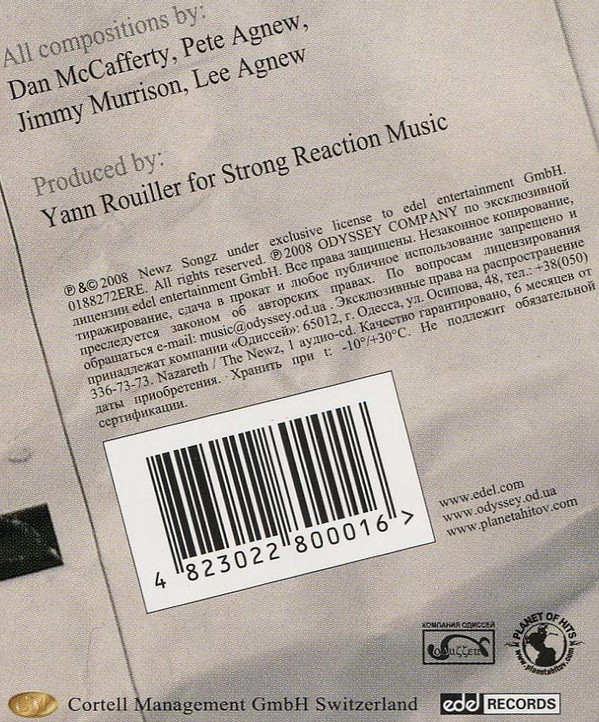 All compositions by:
Dan McCafferty, Pete Agnew,
Jimmy Murrison, Lee Agnew
Produced by:
Yann Rouiller for Strong Reaction Music
℗ &© 2008 Newz Songz under exclusive license to edel entertainment GmbH.
0188272ERE. All rights reserved. ℗ 2008 ODYSSEY COMPANY по эксклюзивной
лицензии edel entertainment GmbH. Все права защищены. Незаконное копирование,
тиражирование, сдача в прокат и любое публичное использование запрещено и
преследуется законом об авторских правах. По вопросам лицензирования
обращаться e-mail: music@odyssey.od.ua . Эксклюзивные права на распространение
принадлежат компании «Одиссей»: 65012, г. Одесса, ул. Осипова, 48, тел.: +38(050)
336-73-73. Nazareth / The Newz, 1 аудио-cd. Качество гарантировано, 6 месяцев от
даты приобретения. Хранить при t: -10°/+30°C. Не подлежит обязательной
сертификации.
4 823022 800016 >
www.edel.com
www.odyssey.od.ua
www.planetahitov.com
КОМПАНИЯ ОДИССЕЙ
PLANET OF HITS
www.planetahitov.com
Cortell Management GmbH Switzerland
edel RECORDS